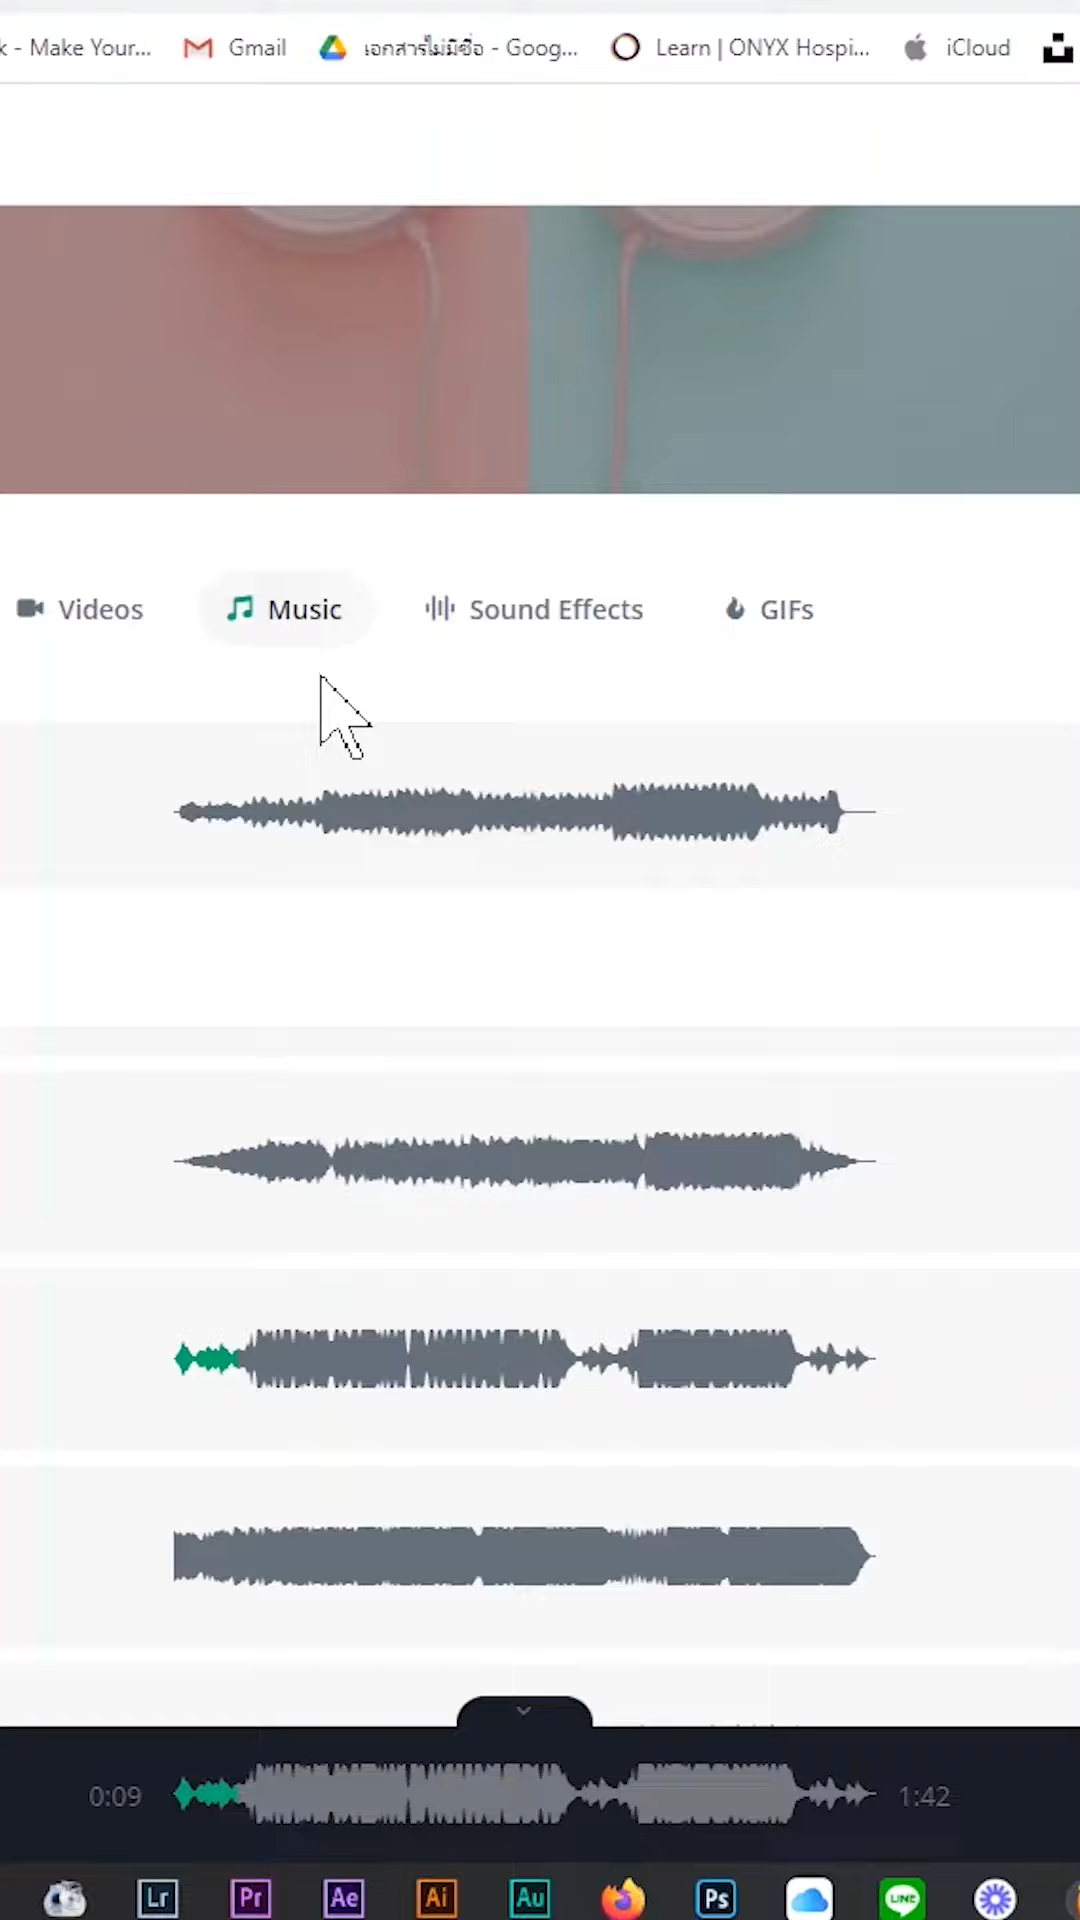 k - Make Your... Gmail เอกสารไม่มีชื่อ - Goog... Learn | ONYX Hospi... iCloud
Videos Music Sound Effects GIFs
0:09 1:42
Lr Pr Ae Ai Au Ps LINE